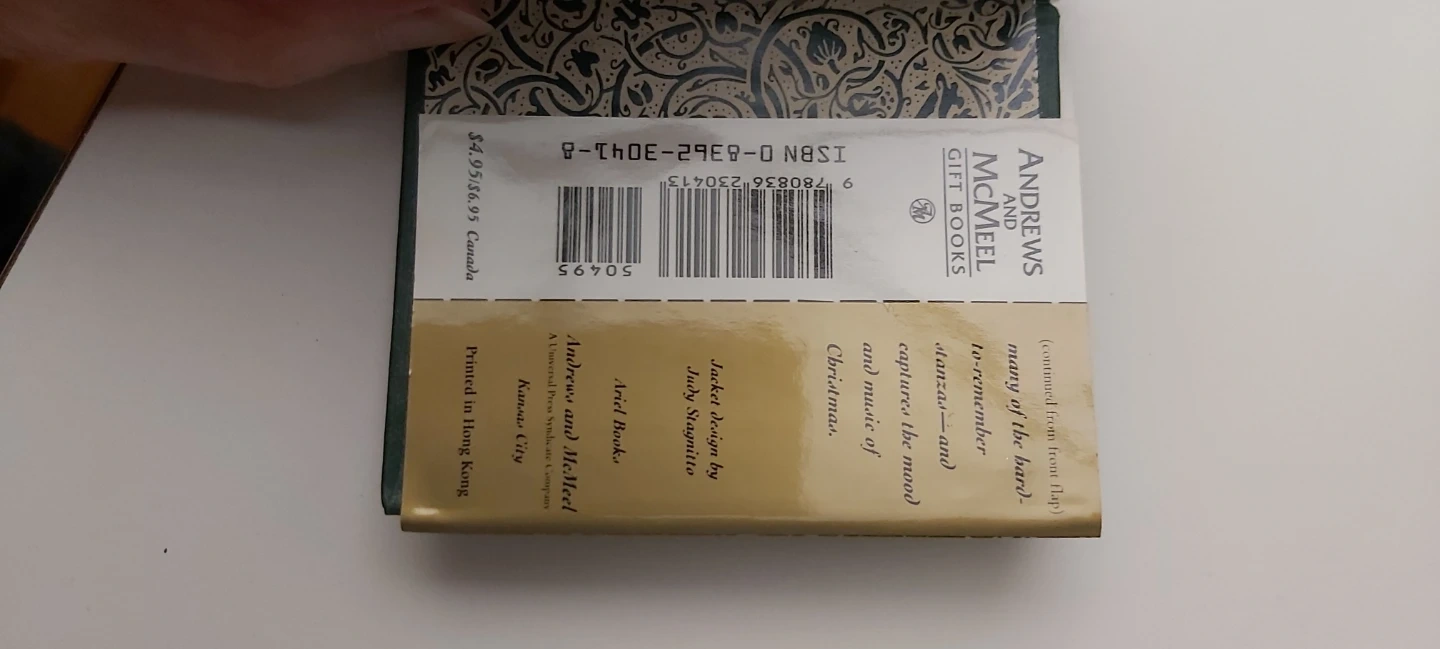 ANDREWS
AND
MCMEEL
GIFT BOOKS
ISBN 0-8362-3041-8
9 780836 230413
50495
$4.95/$6.95 Canada
(continued from front flap)
many of the hard-
to-remember
stanzas—and
captures the mood
and music of
Christmas.
Jacket design by
Judy Stagnitto
Ariel Books
Andrews and McMeel
A Universal Press Syndicate Company
Kansas City
Printed in Hong Kong